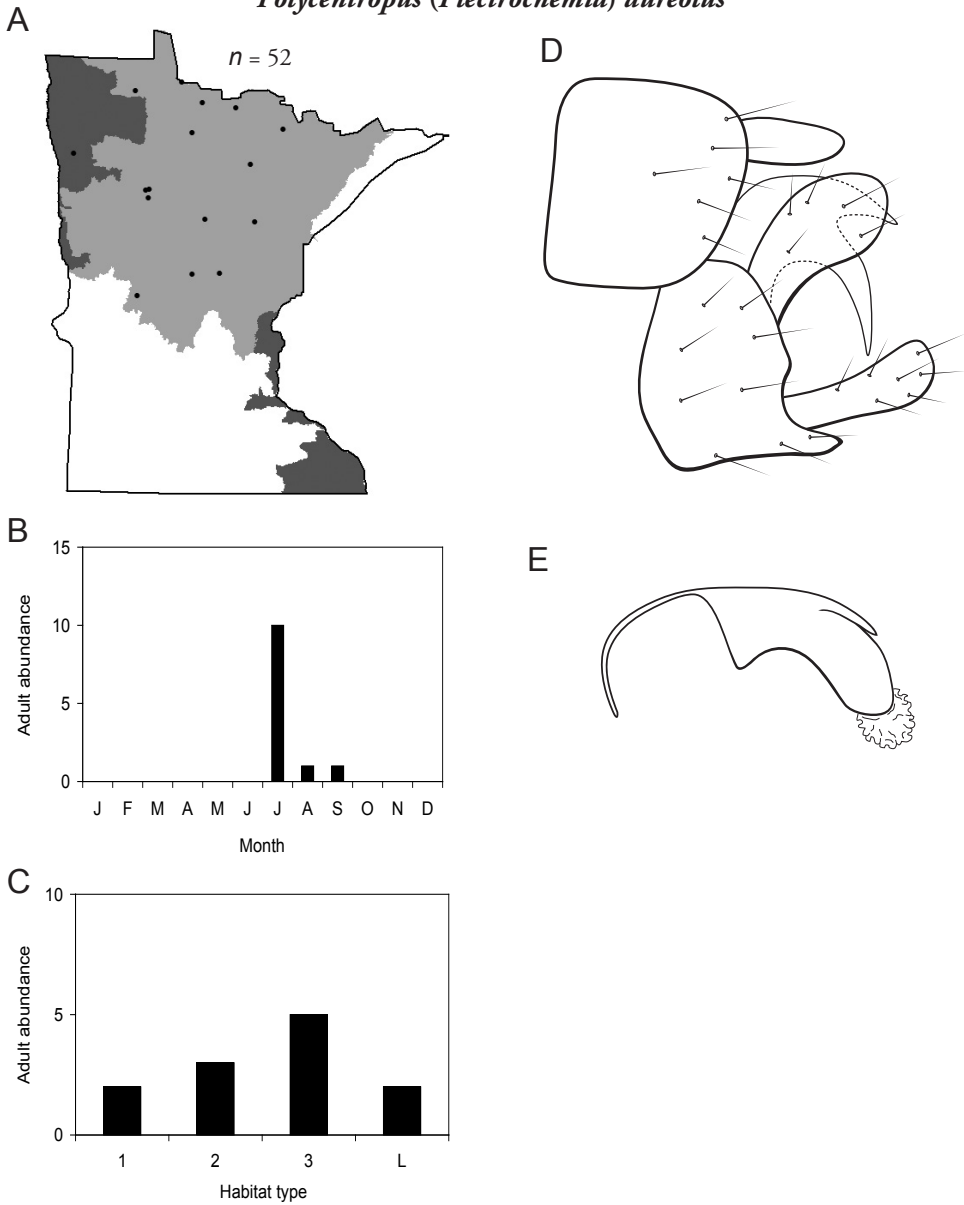 Polycentropus (Plectrochemia) aureolus
A
n = 52
D
B
15
10
5
0
Adult abundance
J F M A M J J A S O N D
Month
E
C
10
5
0
Adult abundance
1 2 3 L
Habitat type